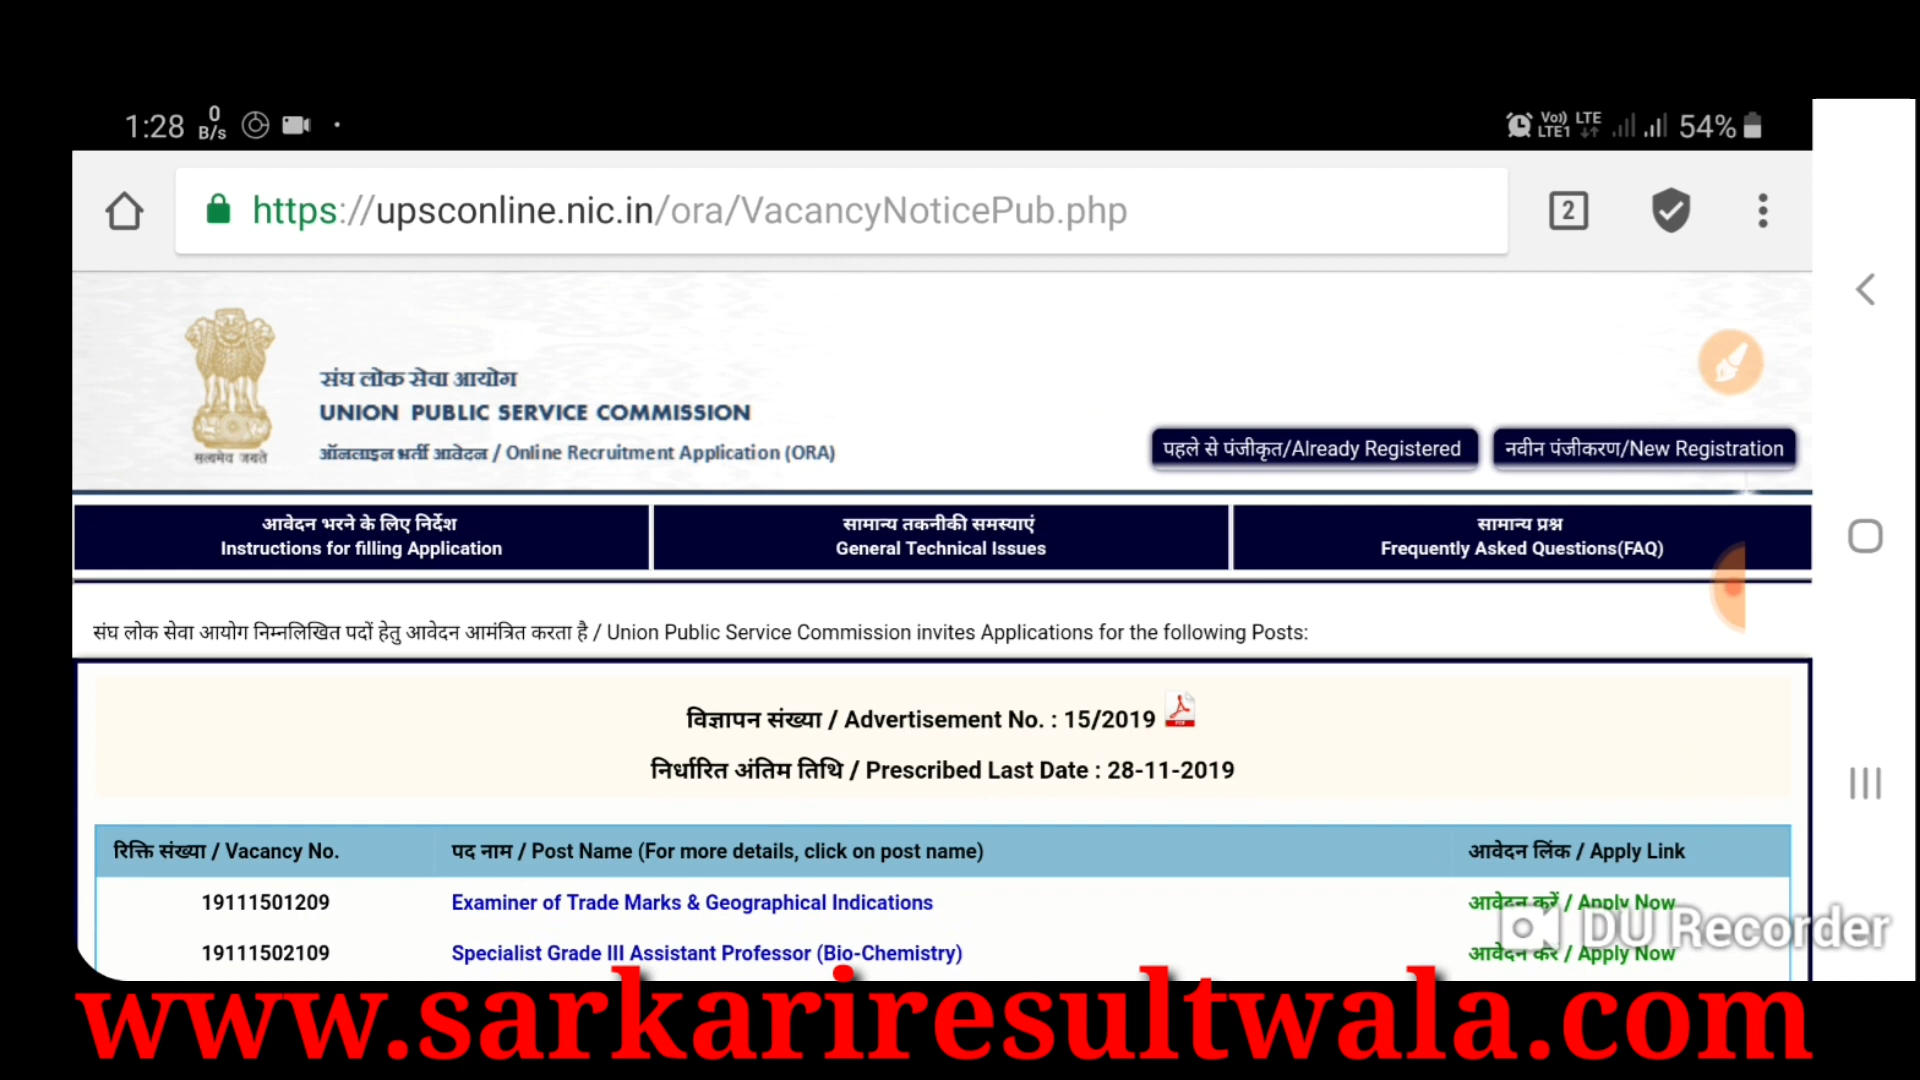 1:28 0 B/s Vo)) LTE LTE1 54%
2
https://upsconline.nic.in/ora/VacancyNoticePub.php
संघ लोक सेवा आयोग
UNION PUBLIC SERVICE COMMISSION
सत्यमेव जयते
ऑनलाइन भर्ती आवेदन / Online Recruitment Application (ORA)
पहले से पंजीकृत/Already Registered नवीन पंजीकरण/New Registration
आवेदन भरने के लिए निर्देश
Instructions for filling Application
सामान्य तकनीकी समस्याएं
General Technical Issues
सामान्य प्रश्न
Frequently Asked Questions(FAQ)
संघ लोक सेवा आयोग निम्नलिखित पदों हेतु आवेदन आमंत्रित करता है / Union Public Service Commission invites Applications for the following Posts:
विज्ञापन संख्या / Advertisement No. : 15/2019
निर्धारित अंतिम तिथि / Prescribed Last Date : 28-11-2019
रिक्ति संख्या / Vacancy No. पद नाम / Post Name (For more details, click on post name) आवेदन लिंक / Apply Link
19111501209 Examiner of Trade Marks & Geographical Indications आवेदन करें / Apply Now
19111502109 Specialist Grade III Assistant Professor (Bio-Chemistry) आवेदन करें / Apply Now
DU Recorder
www.sarkariresultwala.com